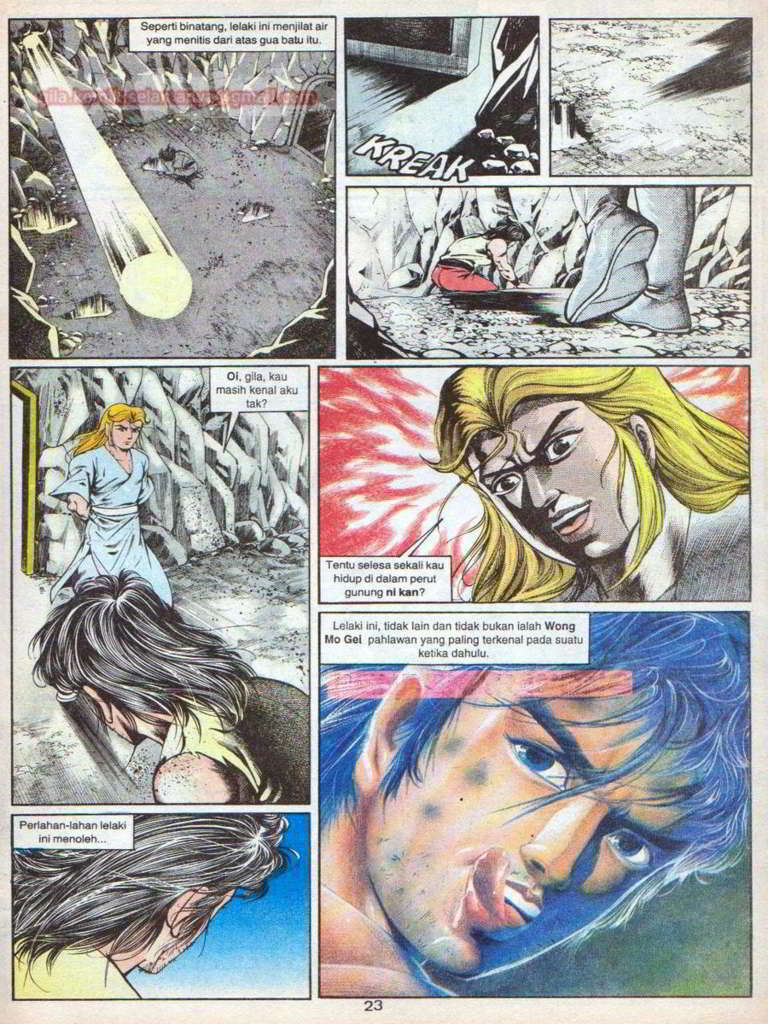 Seperti binatang, lelaki ini menjilat air
yang menitis dari atas gua batu itu.
KREAK
Oi, gila, kau
masih kenal aku
tak?
Tentu selesa sekali kau
hidup di dalam perut
gunung ni kan?
Lelaki ini, tidak lain dan tidak bukan ialah Wong
Mo Gei pahlawan yang paling terkenal pada suatu
ketika dahulu.
Perlahan-lahan lelaki
ini menoleh...
23